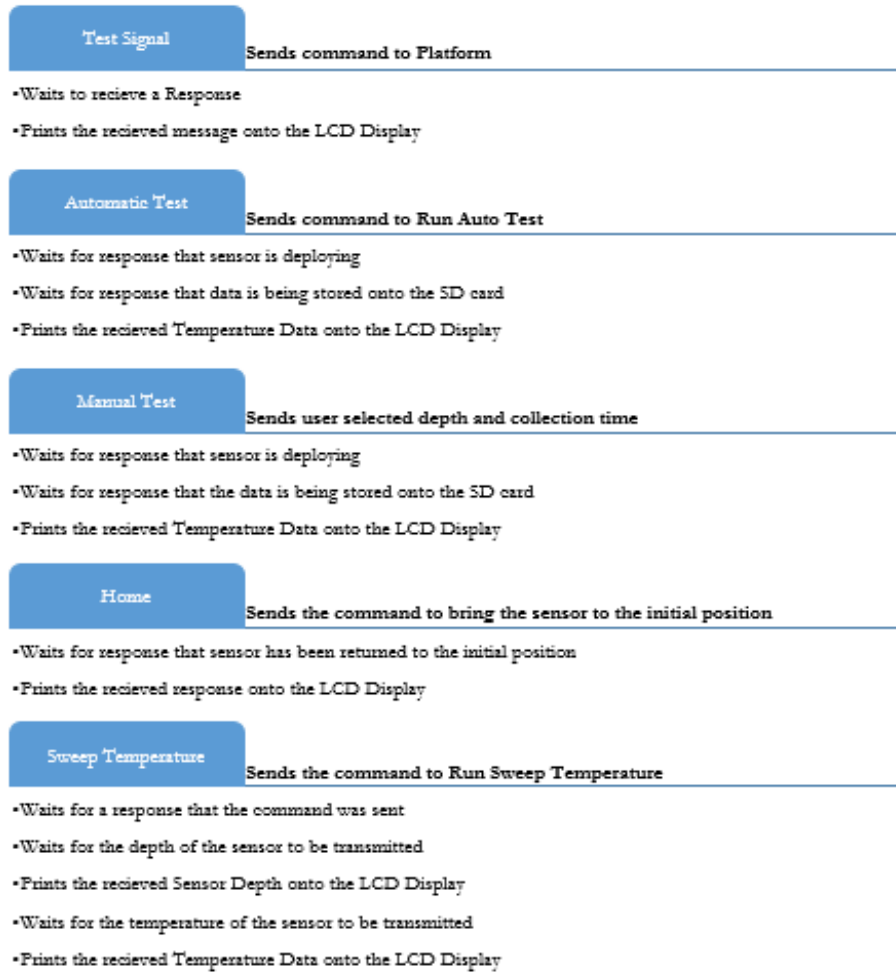 Test Signal
Sends command to Platform
▪Waits to recieve a Response
▪Prints the recieved message onto the LCD Display
Automatic Test
Sends command to Run Auto Test
▪Waits for response that sensor is deploying
▪Waits for response that data is being stored onto the SD card
▪Prints the recieved Temperature Data onto the LCD Display
Manual Test
Sends user selected depth and collection time
▪Waits for response that sensor is deploying
▪Waits for response that the data is being stored onto the SD card
▪Prints the recieved Temperature Data onto the LCD Display
Home
Sends the command to bring the sensor to the initial position
▪Waits for response that sensor has been returned to the initial position
▪Prints the recieved response onto the LCD Display
Sweep Temperature
Sends the command to Run Sweep Temperature
▪Waits for a response that the command was sent
▪Waits for the depth of the sensor to be transmitted
▪Prints the recieved Sensor Depth onto the LCD Display
▪Waits for the temperature of the sensor to be transmitted
▪Prints the recieved Temperature Data onto the LCD Display